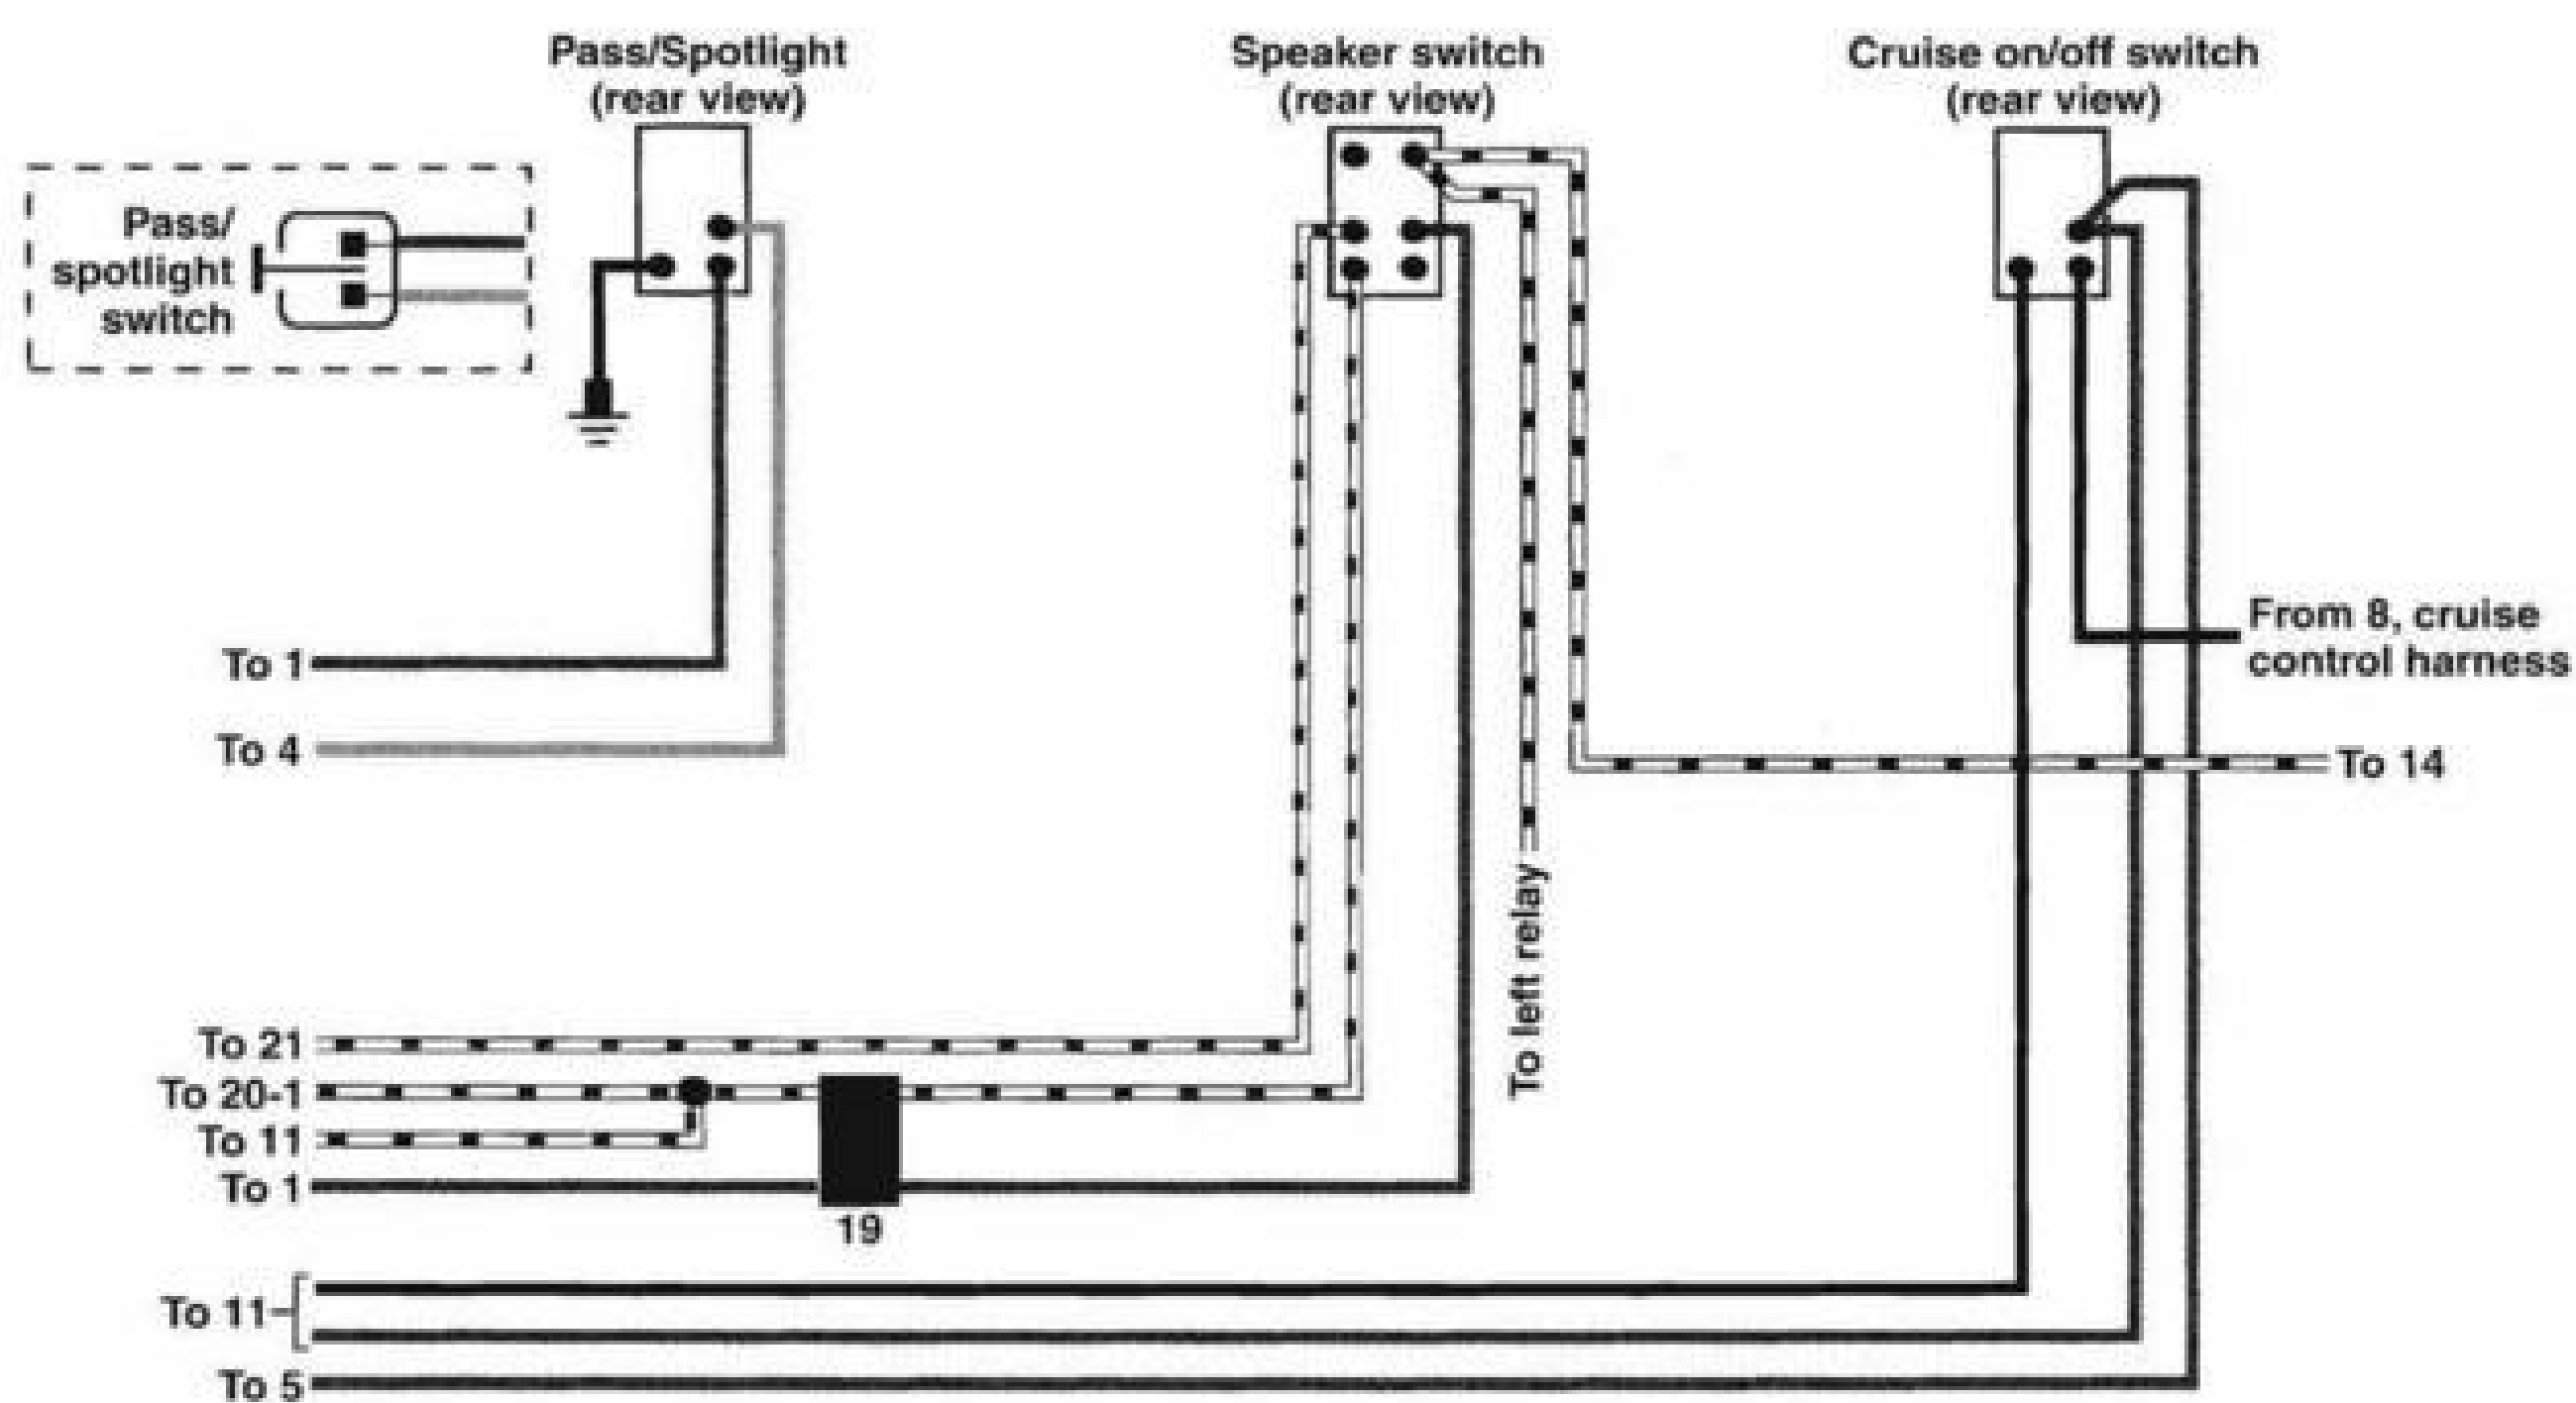 Pass/Spotlight
(rear view)
Speaker switch
(rear view)
Cruise on/off switch
(rear view)
Pass/
spotlight
switch
From 8, cruise
control harness
To 1
To 4
To 14
To left relay
To 21
To 20-1
To 11
To 1
19
To 11
To 5